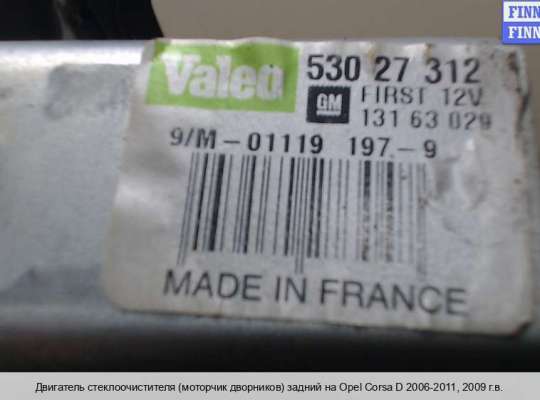 FINN
FINN
Valeo 530 27 312
GM FIRST 12V
131 63 029
9/M-01119 197-9
MADE IN FRANCE
Двигатель стеклоочистителя (моторчик дворников) задний на Opel Corsa D 2006-2011, 2009 г.в.